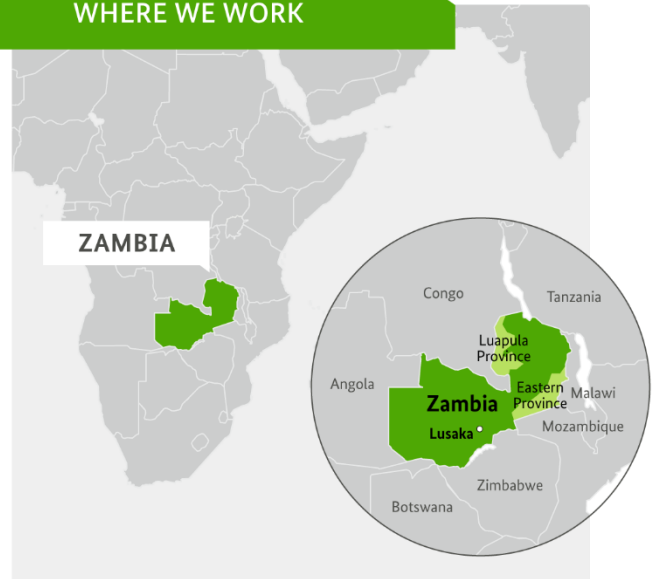 WHERE WE WORK
ZAMBIA
Congo
Tanzania
Luapula
Province
Angola
Eastern
Province
Malawi
Zambia
Mozambique
Lusaka
Zimbabwe
Botswana